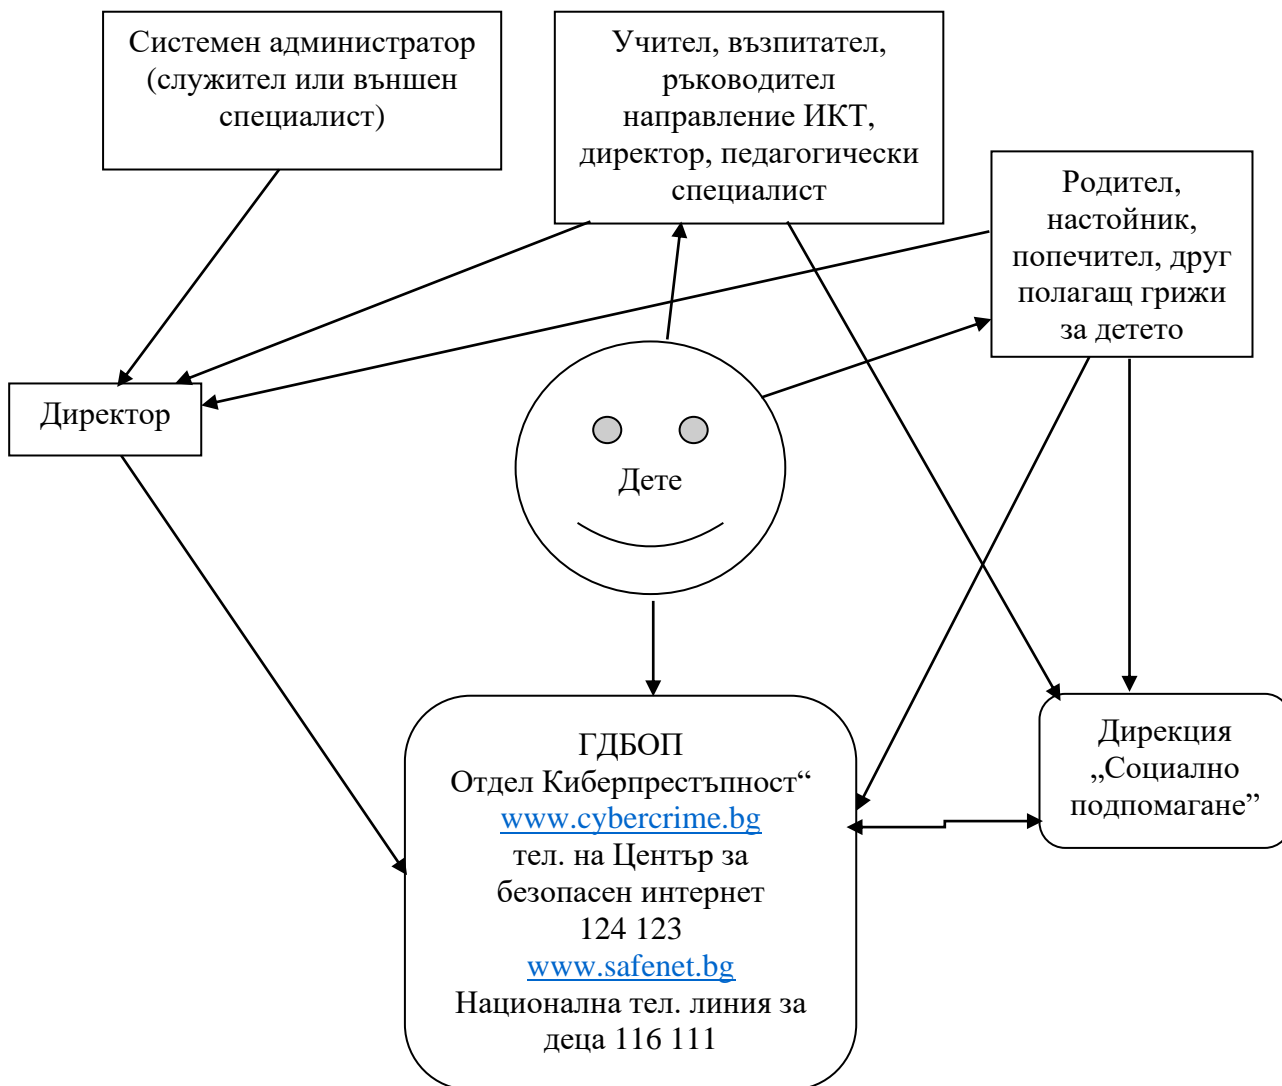 Системен администратор
(служител или външен
специалист)
Учител, възпитател,
ръководител
направление ИКТ,
директор, педагогически
специалист
Родител,
настойник,
попечител, друг
полагащ грижи
за детето
Директор
Дете
ГДБОП
Отдел Киберпрестъпност“
www.cybercrime.bg
тел. на Център за
безопасен интернет
124 123
www.safenet.bg
Национална тел. линия за
деца 116 111
Дирекция
„Социално
подпомагане”